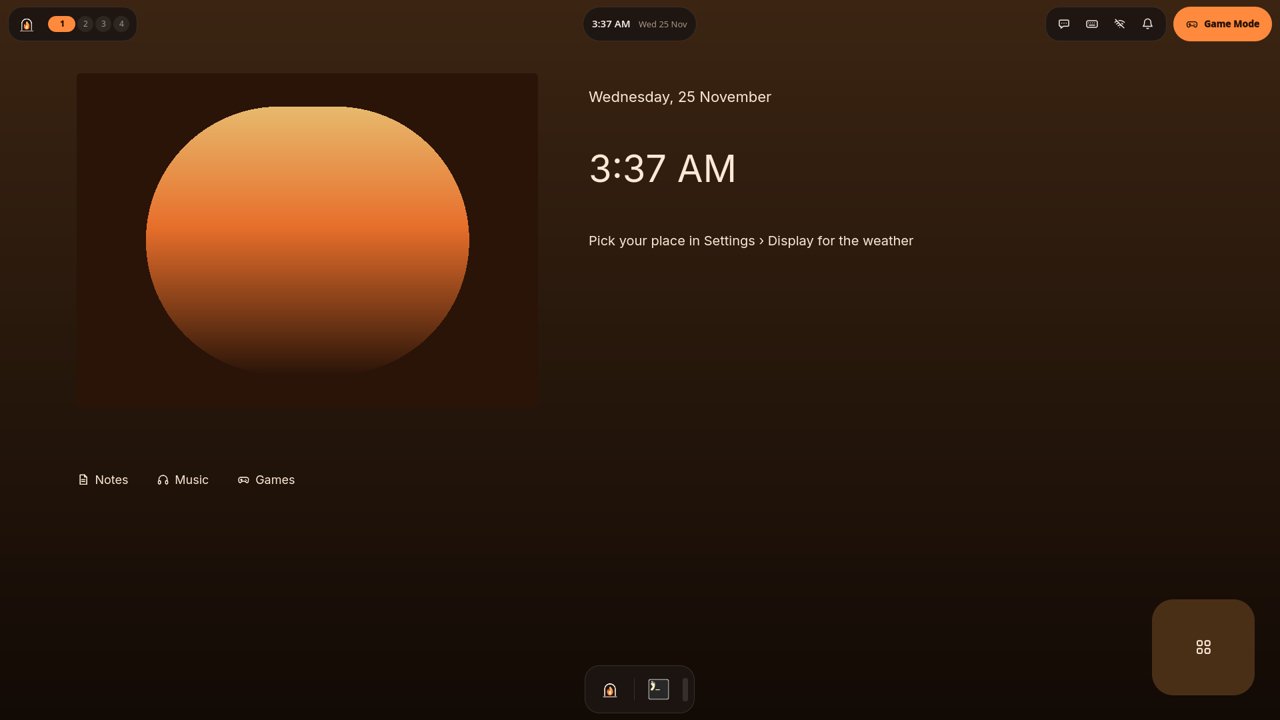 1 2 3 4
3:37 AM Wed 25 Nov
Game Mode
Wednesday, 25 November
3:37 AM
Pick your place in Settings › Display for the weather
Notes Music Games